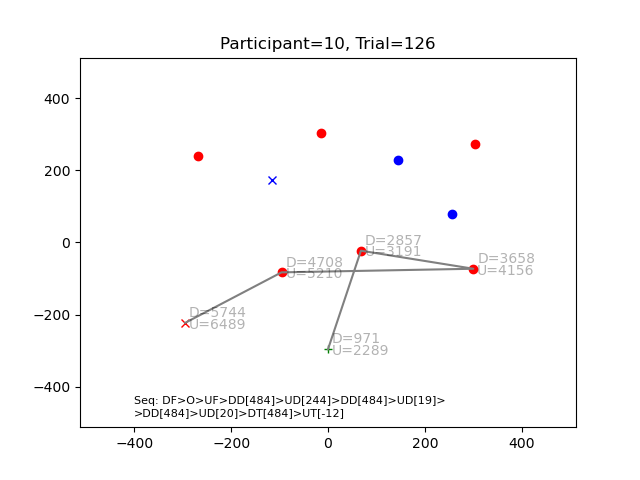 Participant=10, Trial=126
400
200
0
−200
−400
D=2857
U=3191
D=3658
U=4156
D=4708
U=5210
D=5744
U=6489
D=971
U=2289
Seq: DF>O>UF>DD[484]>UD[244]>DD[484]>UD[19]>
>DD[484]>UD[20]>DT[484]>UT[-12]
−400 −200 0 200 400